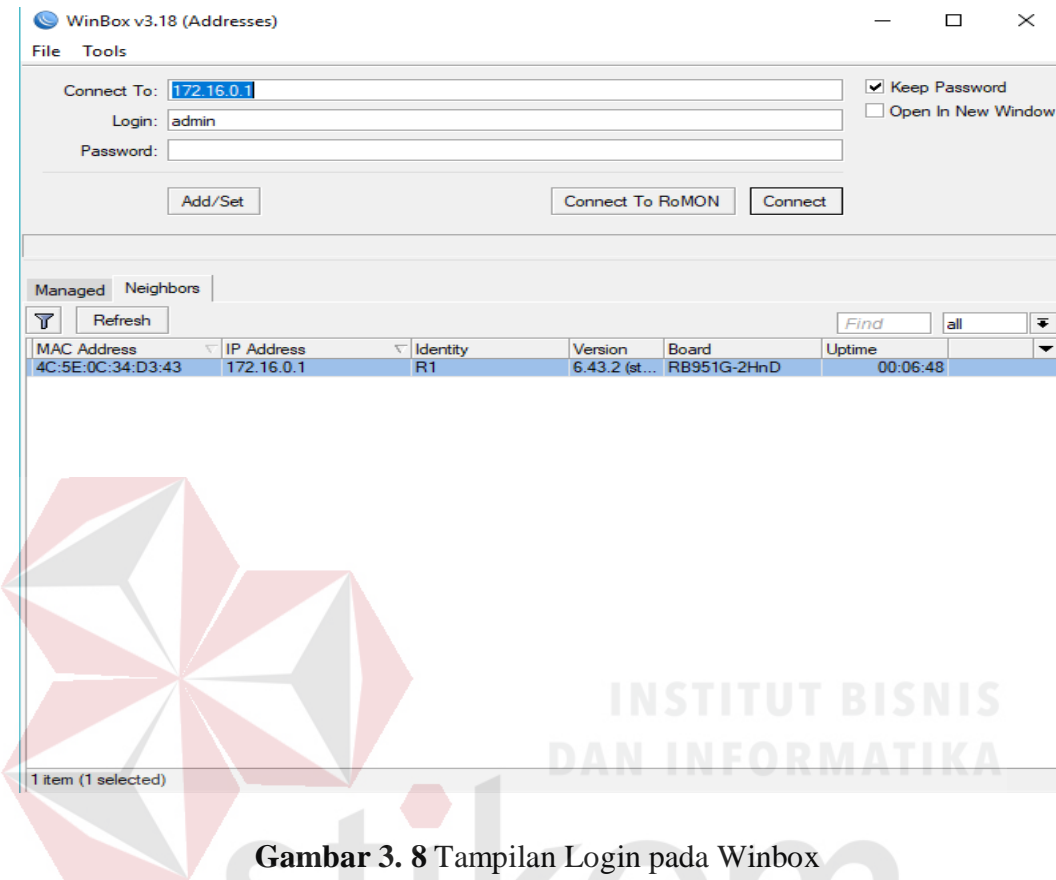 WinBox v3.18 (Addresses)
File Tools
Connect To: 172.16.0.1
Keep Password
Login: admin
Open In New Window
Password:
Add/Set Connect To RoMON Connect
Managed Neighbors
Refresh Find all
MAC Address IP Address Identity Version Board Uptime
4C:5E:0C:34:D3:43 172.16.0.1 R1 6.43.2 (st... RB951G-2HnD 00:06:48
INSTITUT BISNIS
DAN INFORMATIKA
1 item (1 selected)
stikom
Gambar 3. 8 Tampilan Login pada Winbox